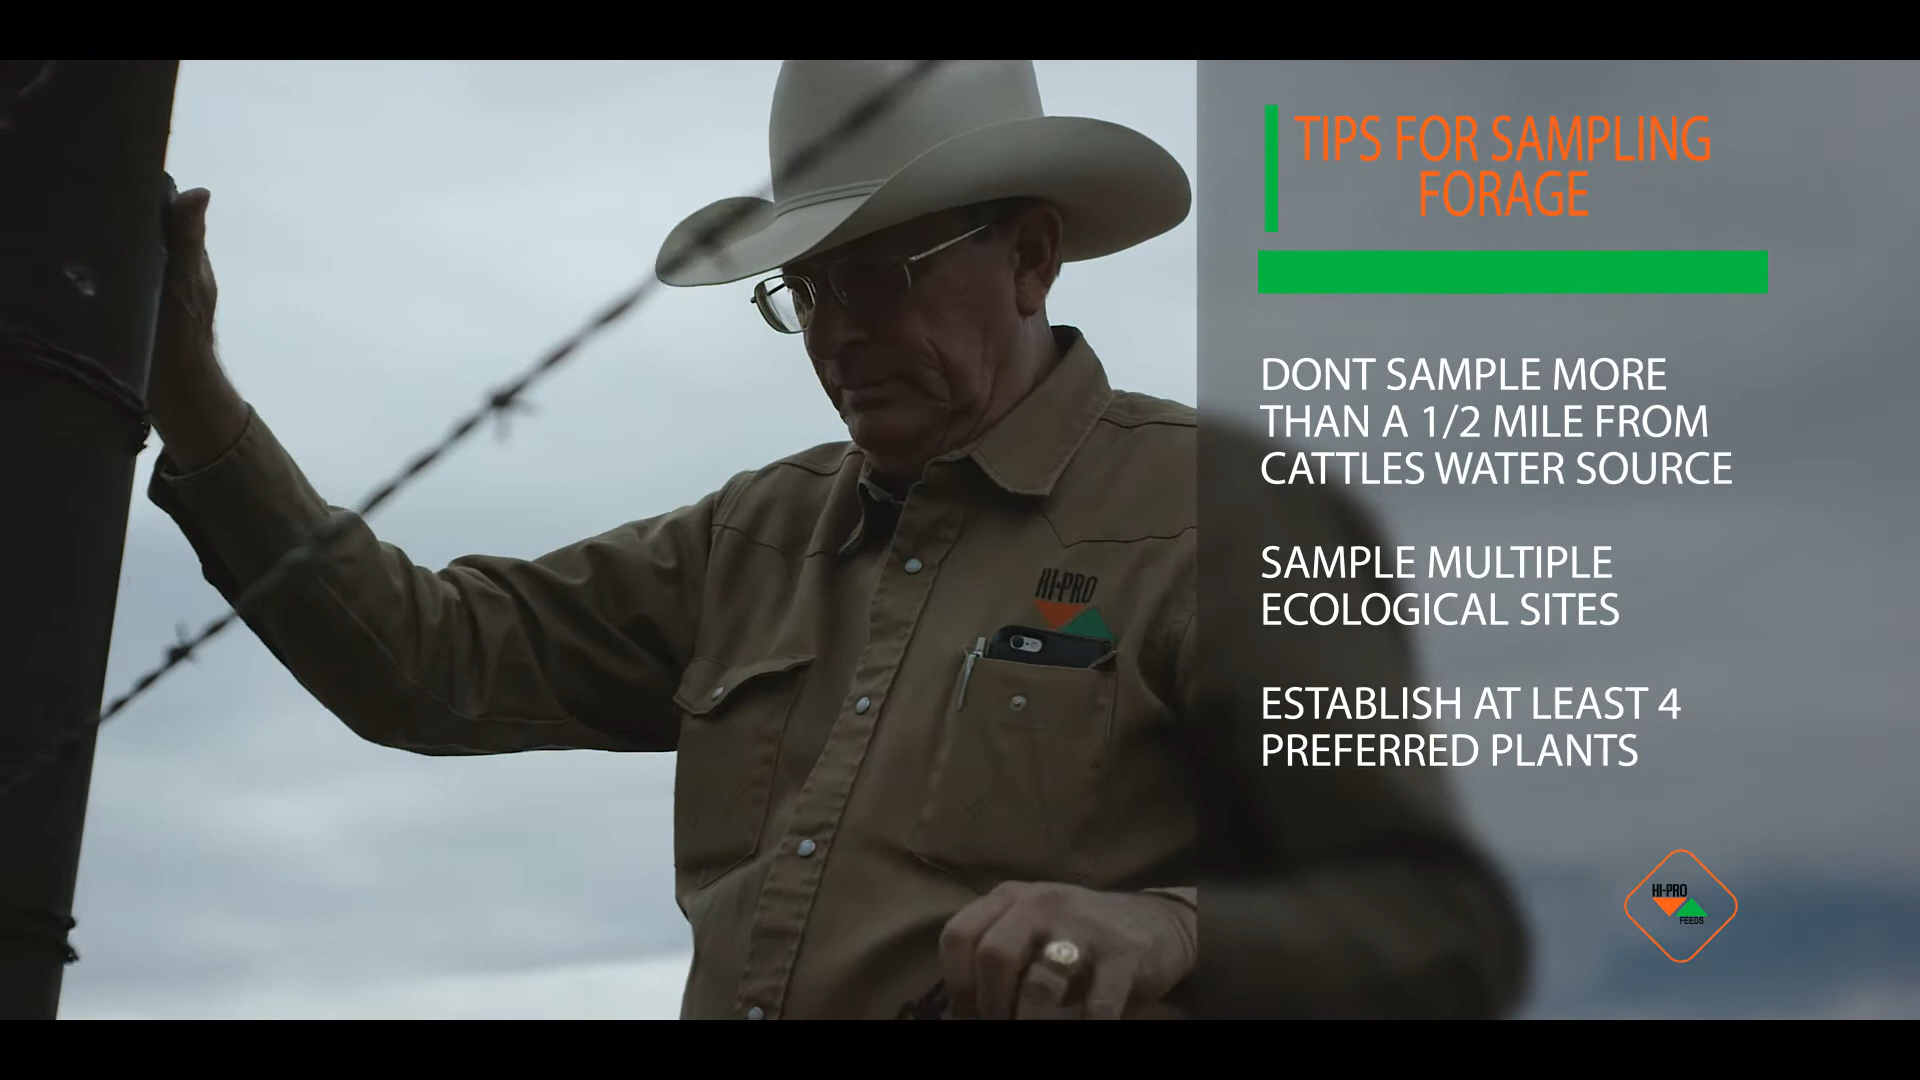 TIPS FOR SAMPLING
FORAGE
DONT SAMPLE MORE
THAN A 1/2 MILE FROM
CATTLES WATER SOURCE
SAMPLE MULTIPLE
ECOLOGICAL SITES
ESTABLISH AT LEAST 4
PREFERRED PLANTS
HI-PRO
HI-PRO
FEEDS